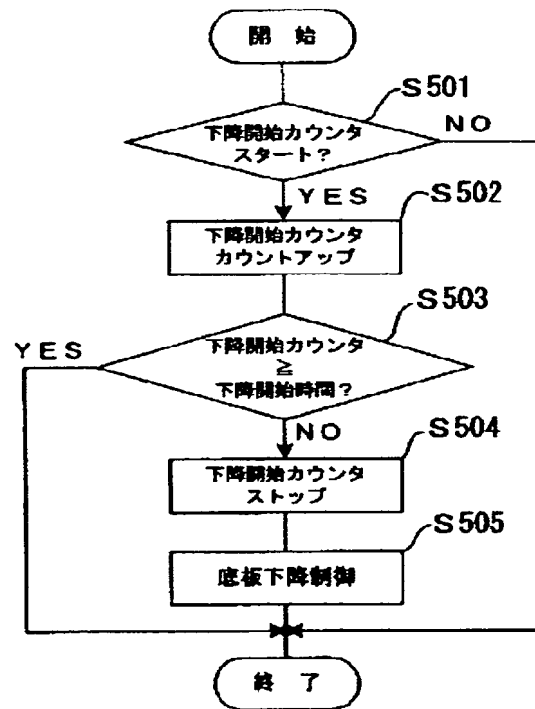 開 始
S501
下降開始カウンタ
スタート?
NO
YES
S502
下降開始カウンタ
カウントアップ
S503
YES
下降開始カウンタ
≧
下降開始時間?
NO
S504
下降開始カウンタ
ストップ
S505
底板下降制御
終 了